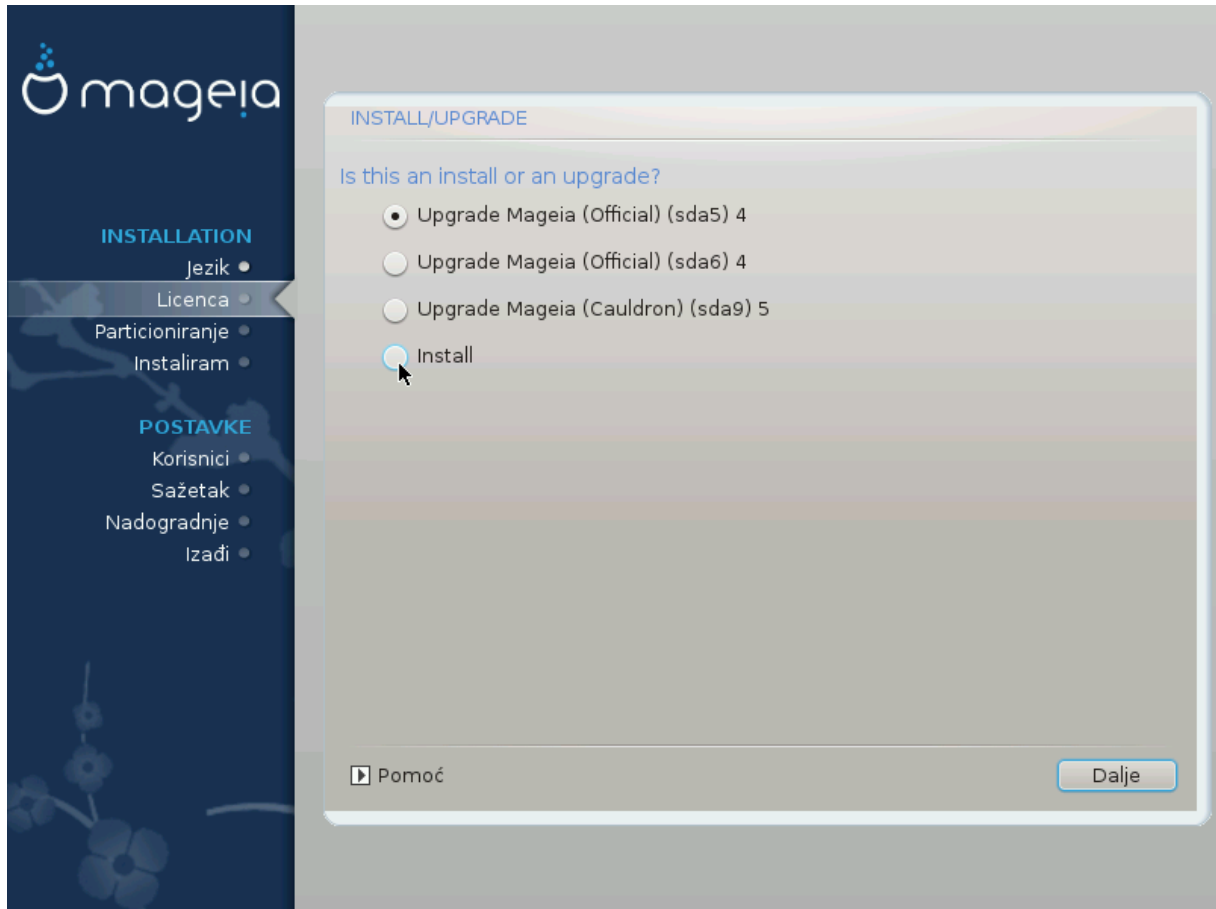 mageia
INSTALLATION
Jezik
Licenca
Particioniranje
Instaliram
POSTAVKE
Korisnici
Sažetak
Nadogradnje
Izađi
INSTALL/UPGRADE
Is this an install or an upgrade?
Upgrade Mageia (Official) (sda5) 4
Upgrade Mageia (Official) (sda6) 4
Upgrade Mageia (Cauldron) (sda9) 5
Install
Pomoć
Dalje